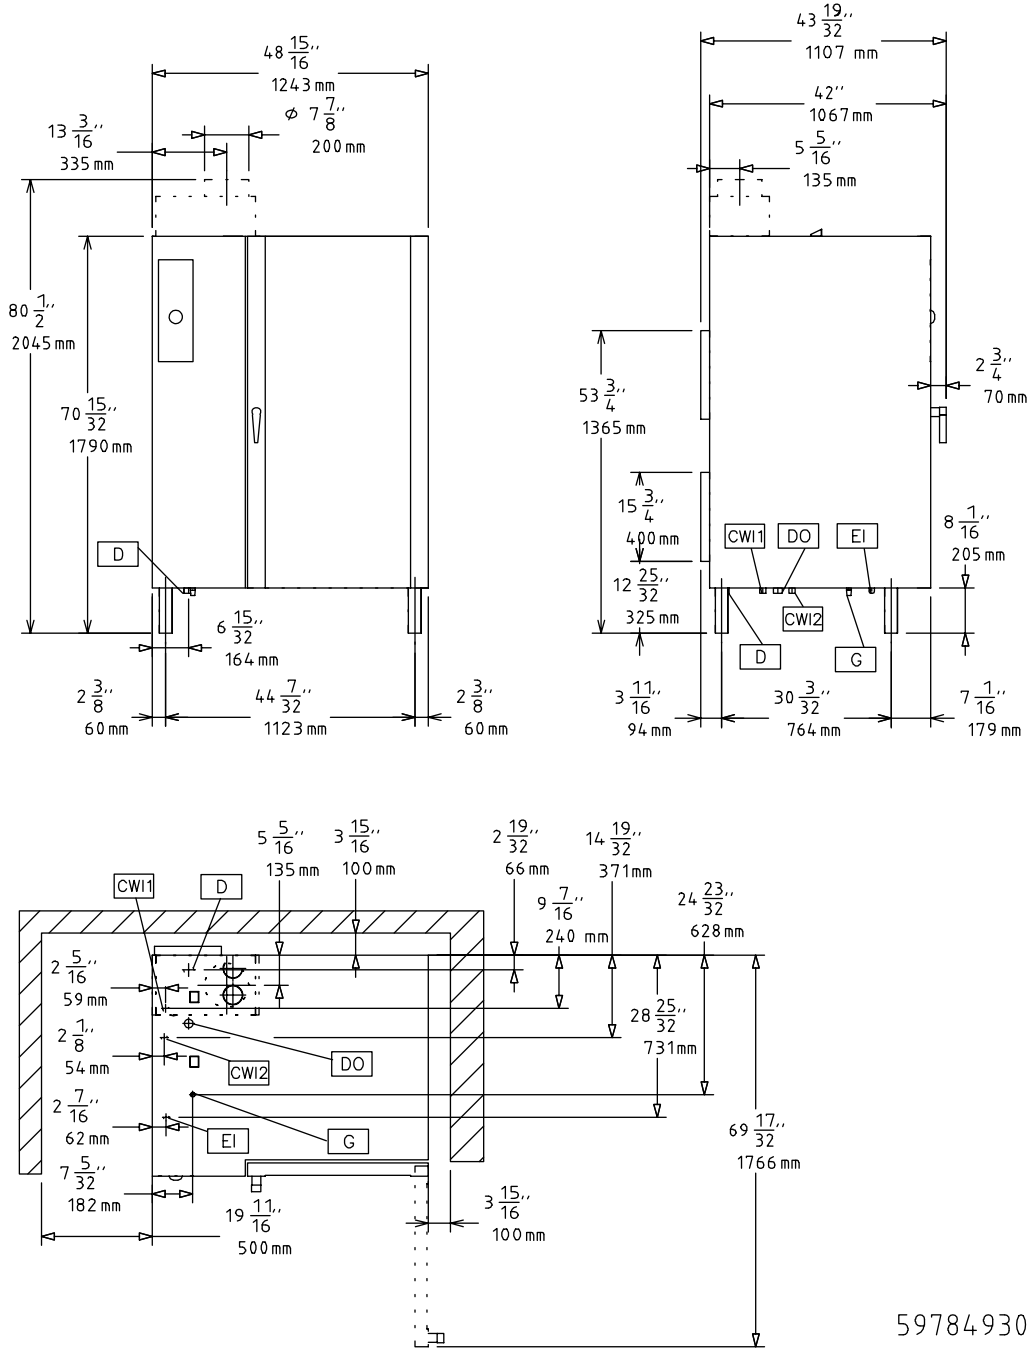 48 15/16"
1243 mm
ø 7 7/8"
200 mm
13 3/16"
335 mm
80 1/2"
2045 mm
70 15/32"
1790 mm
D
6 15/32"
164 mm
2 3/8"
60 mm
44 7/32"
1123 mm
2 3/8"
60 mm
43 19/32"
1107 mm
42"
1067 mm
5 5/16"
135 mm
2 3/4"
70 mm
53 3/4"
1365 mm
15 3/4"
400 mm
CWI1
DO
EI
8 1/16"
205 mm
12 25/32"
325 mm
CWI2
D
G
3 11/16"
94 mm
30 3/32"
764 mm
7 1/16"
179 mm
5 5/16"
135 mm
3 15/16"
100 mm
2 19/32"
66 mm
14 19/32"
371 mm
CWI1
D
9 7/16"
240 mm
24 23/32"
628 mm
2 5/16"
59 mm
28 25/32"
731 mm
2 1/8"
54 mm
CWI2
DO
2 7/16"
62 mm
EI
G
69 17/32"
1766 mm
7 5/32"
182 mm
19 11/16"
500 mm
3 15/16"
100 mm
59784930